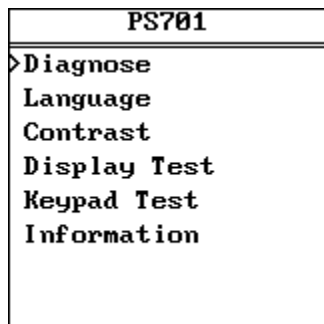 PS701
>Diagnose
Language
Contrast
Display Test
Keypad Test
Information